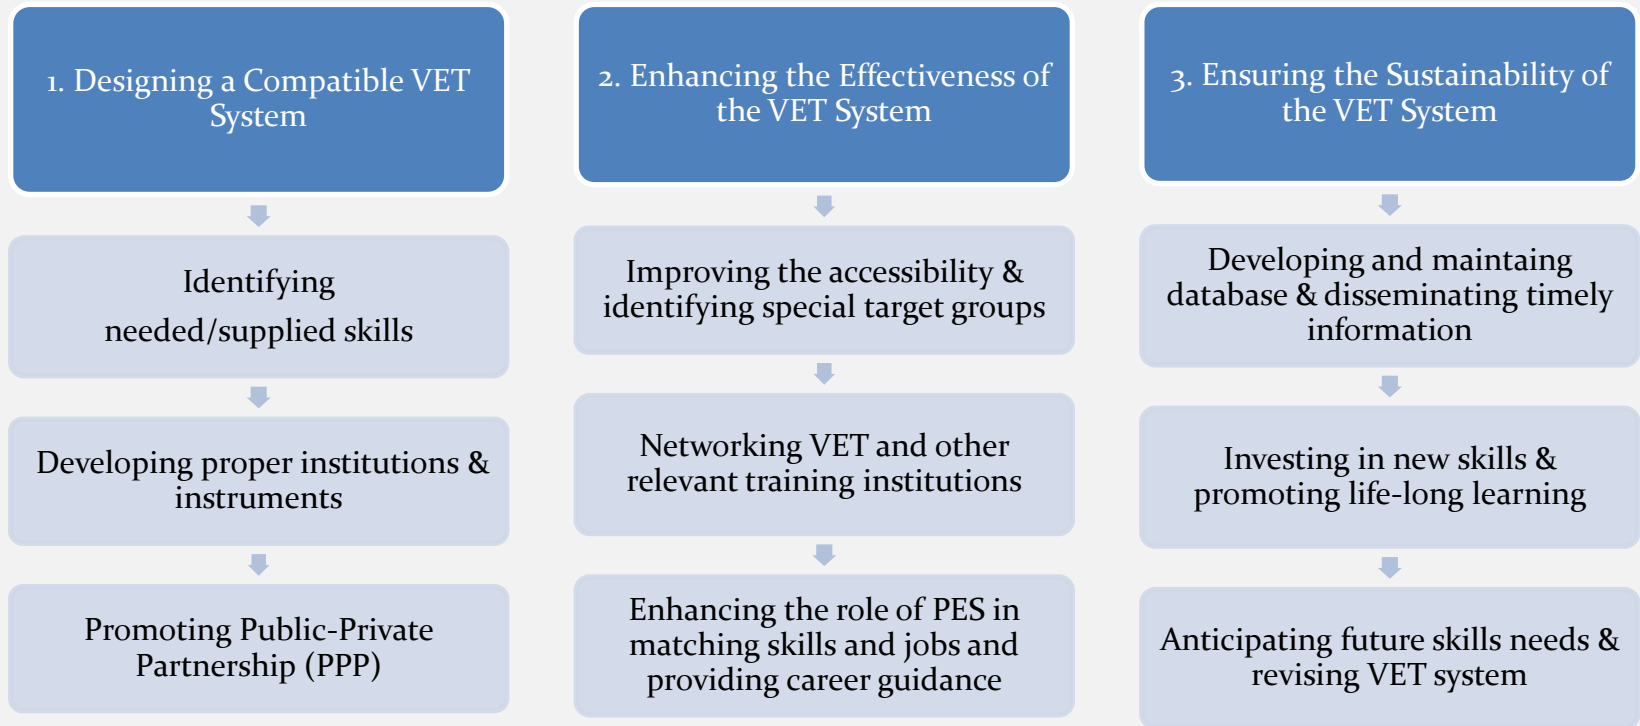 1. Designing a Compatible VET
System
Identifying
needed/supplied skills
Developing proper institutions &
instruments
Promoting Public-Private
Partnership (PPP)
2. Enhancing the Effectiveness of
the VET System
Improving the accessibility &
identifying special target groups
Networking VET and other
relevant training institutions
Enhancing the role of PES in
matching skills and jobs and
providing career guidance
3. Ensuring the Sustainability of
the VET System
Developing and maintaing
database & disseminating timely
information
Investing in new skills &
promoting life-long learning
Anticipating future skills needs &
revising VET system